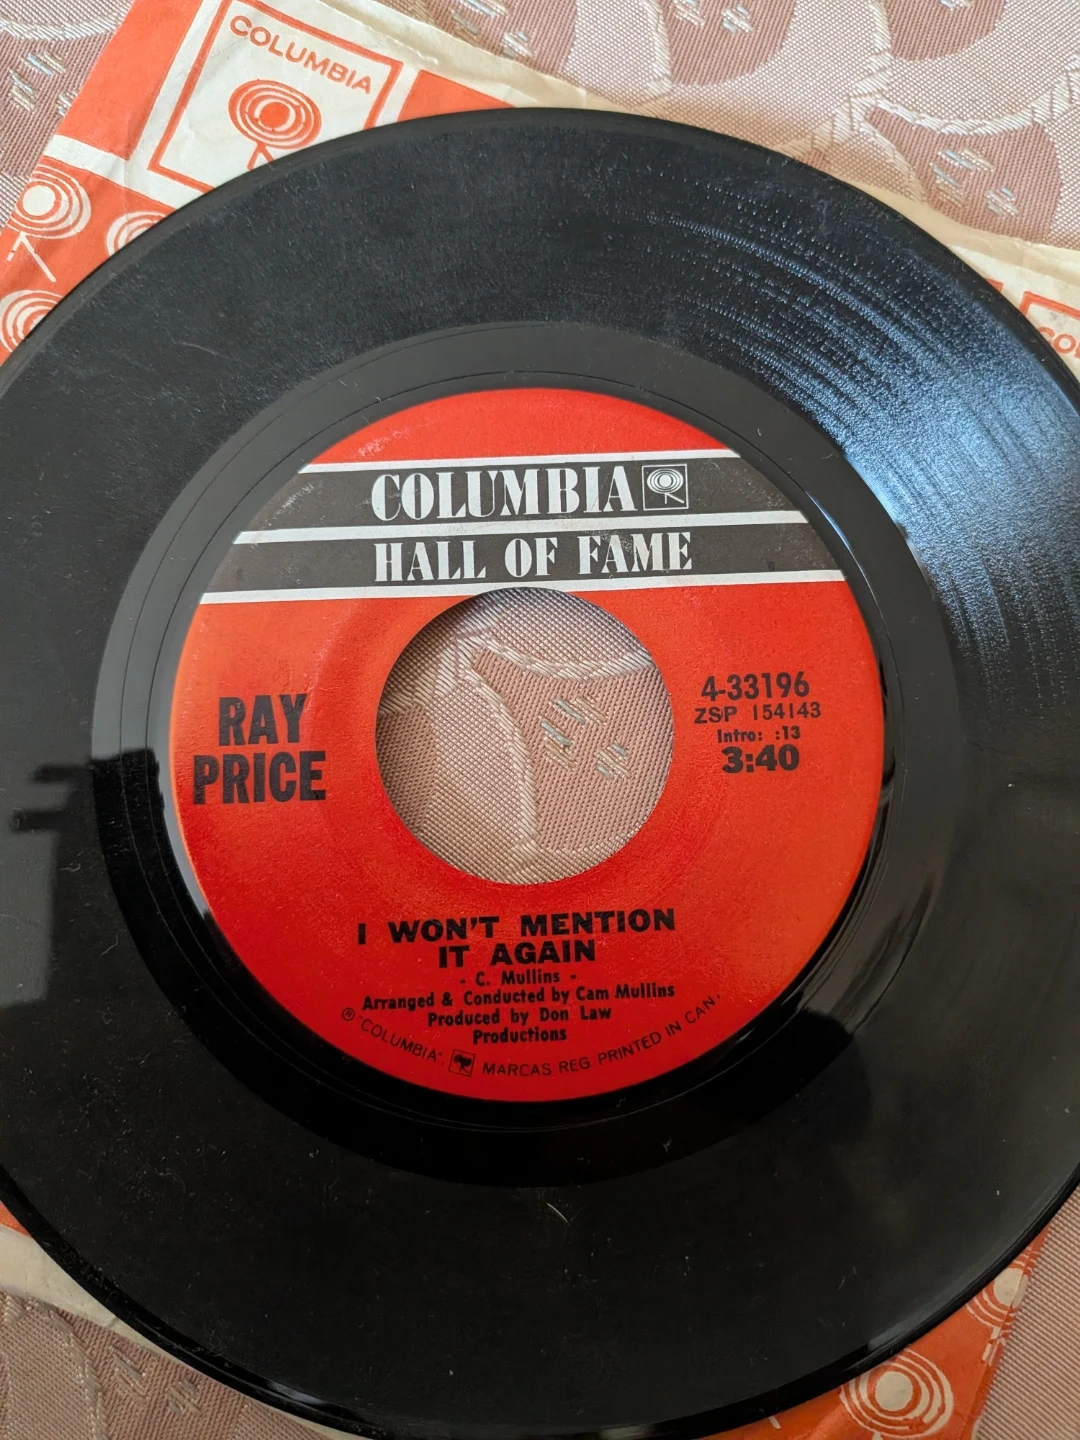 COLUMBIA
COLUMBIA
HALL OF FAME
RAY
PRICE
4-33196
ZSP 154143
Intro: :13
3:40
I WON'T MENTION
IT AGAIN
- C. Mullins -
Arranged & Conducted by Cam Mullins
Produced by Don Law
Productions
℗ "COLUMBIA", MARCAS REG. PRINTED IN CAN.